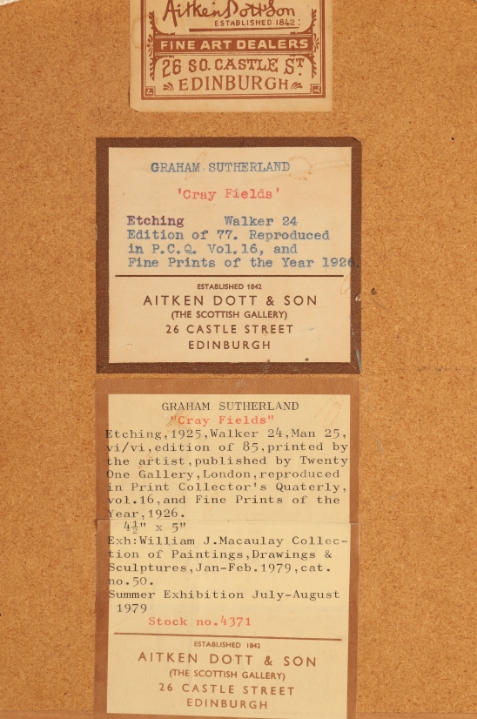 Aitken Dott & Son
ESTABLISHED 1842
FINE ART DEALERS
26 SO. CASTLE ST
EDINBURGH
GRAHAM SUTHERLAND
'Cray Fields'
Etching Walker 24
Edition of 77. Reproduced
in P.C.Q. Vol.16, and
Fine Prints of the Year 1926.
ESTABLISHED 1842
AITKEN DOTT & SON
(THE SCOTTISH GALLERY)
26 CASTLE STREET
EDINBURGH
GRAHAM SUTHERLAND
"Cray Fields"
Etching,1925,Walker 24,Man 25,
vi/vi,edition of 85,printed by
the artist,published by Twenty
One Gallery,London,reproduced
in Print Collector's Quaterly,
vol.16,and Fine Prints of the
Year,1926.
4½" x 5"
Exh:William J.Macaulay Collec-
tion of Paintings,Drawings &
Sculptures,Jan-Feb.1979,cat.
no.50.
Summer Exhibition July-August
1979
Stock no.4371
ESTABLISHED 1842
AITKEN DOTT & SON
(THE SCOTTISH GALLERY)
26 CASTLE STREET
EDINBURGH